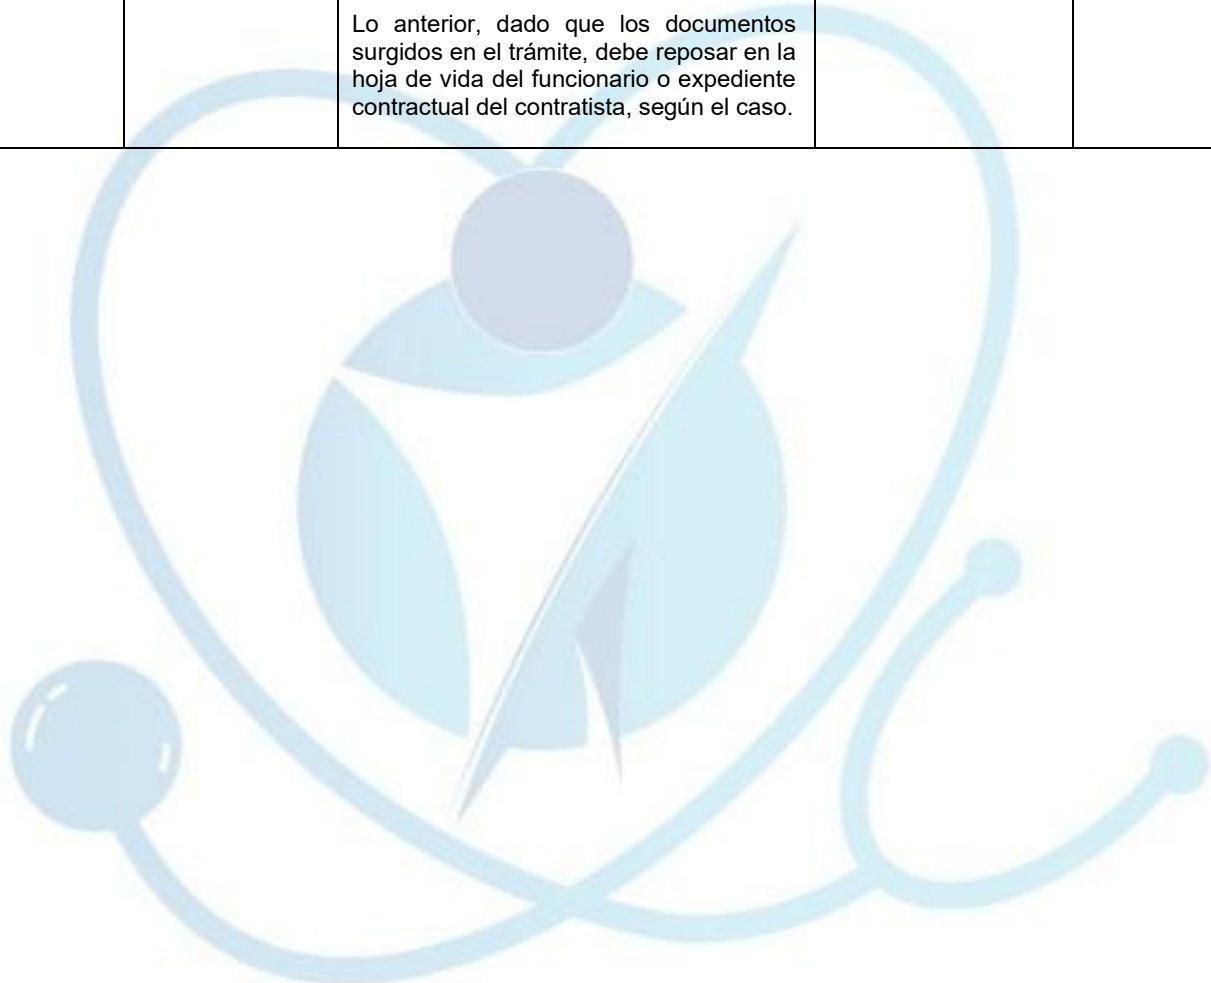 Lo anterior, dado que los documentos
surgidos en el trámite, debe reposar en la
hoja de vida del funcionario o expediente
contractual del contratista, según el caso.